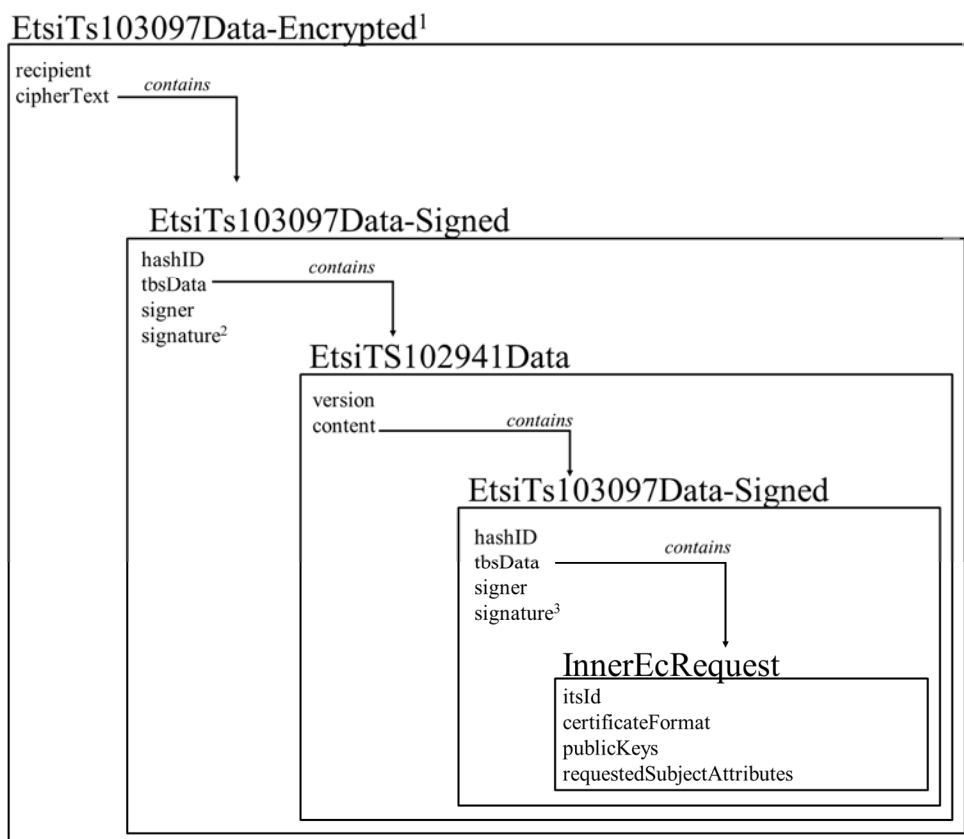 EtsiTs103097Data-Encrypted¹
recipient
cipherText
contains
EtsiTs103097Data-Signed
hashID
tbsData
contains
signer
signature²
EtsiTS102941Data
version
content
contains
EtsiTs103097Data-Signed
hashID
tbsData
contains
signer
signature³
InnerEcRequest
itsId
certificateFormat
publicKeys
requestedSubjectAttributes